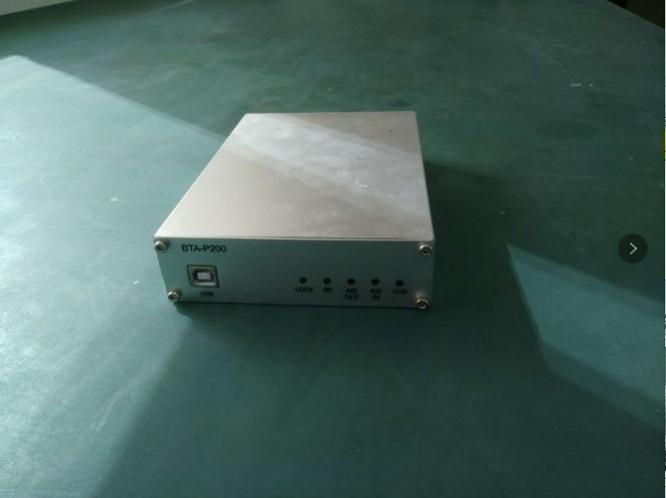 BTA-P200
USB
LOCK
RF
ASI
OUT
ASI
IN
USB